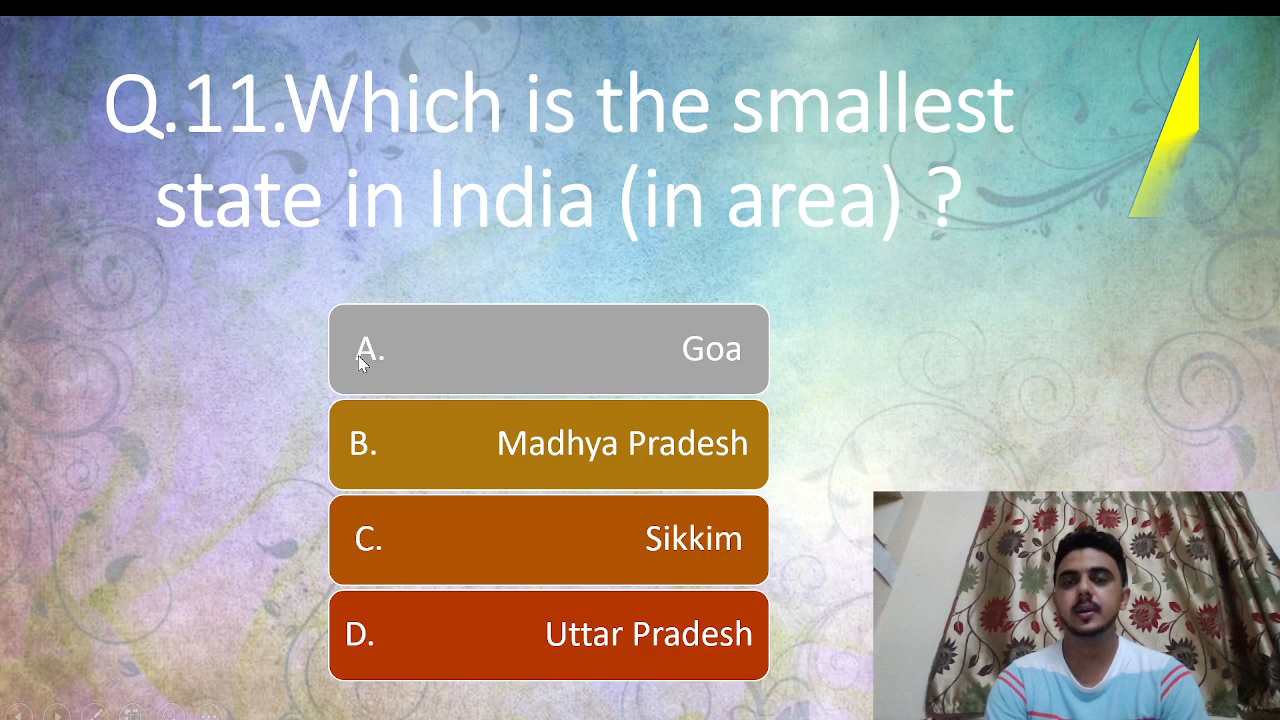 Q.11.Which is the smallest
state in India (in area) ?
A. Goa
B. Madhya Pradesh
C. Sikkim
D. Uttar Pradesh